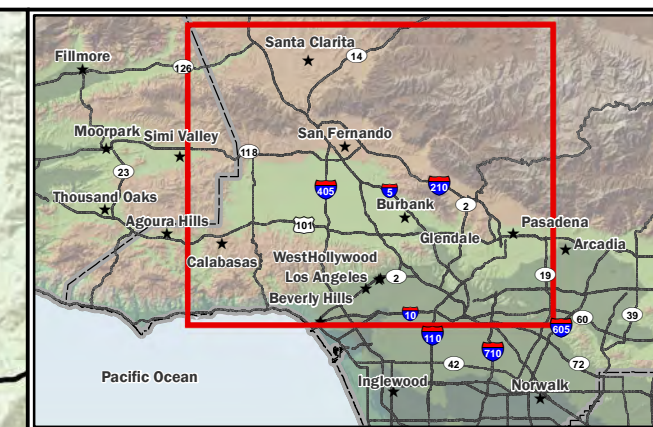 Santa Clarita
Fillmore
14
126
Moorpark
Simi Valley
San Fernando
118
23
405
5
210
Thousand Oaks
Burbank
2
Agoura Hills
101
Pasadena
Glendale
Arcadia
Calabasas
WestHollywood
Los Angeles
2
19
Beverly Hills
10
60
39
605
110
710
42
72
Pacific Ocean
Inglewood
Norwalk